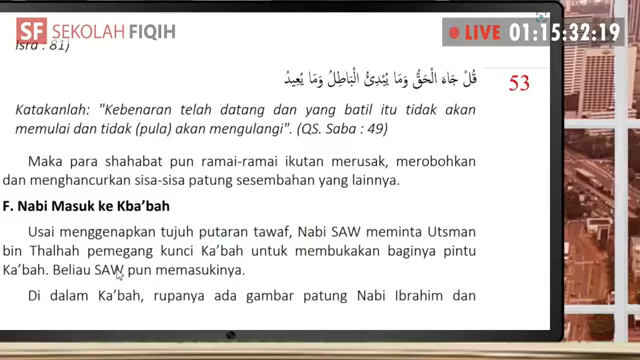 SF SEKOLAH FIQIH
LIVE 01:15:32:19
Isra : 81)
قُلْ جَاءَ الْحَقُّ وَمَا يُبْدِئُ الْبَاطِلُ وَمَا يُعِيدُ
53
Katakanlah: "Kebenaran telah datang dan yang batil itu tidak akan
memulai dan tidak (pula) akan mengulangi". (QS. Saba : 49)
Maka para shahabat pun ramai-ramai ikutan merusak, merobohkan
dan menghancurkan sisa-sisa patung sesembahan yang lainnya.
F. Nabi Masuk ke Kba'bah
Usai menggenapkan tujuh putaran tawaf, Nabi SAW meminta Utsman
bin Thalhah pemegang kunci Ka'bah untuk membukakan baginya pintu
Ka'bah. Beliau SAW pun memasukinya.
Di dalam Ka'bah, rupanya ada gambar patung Nabi Ibrahim dan